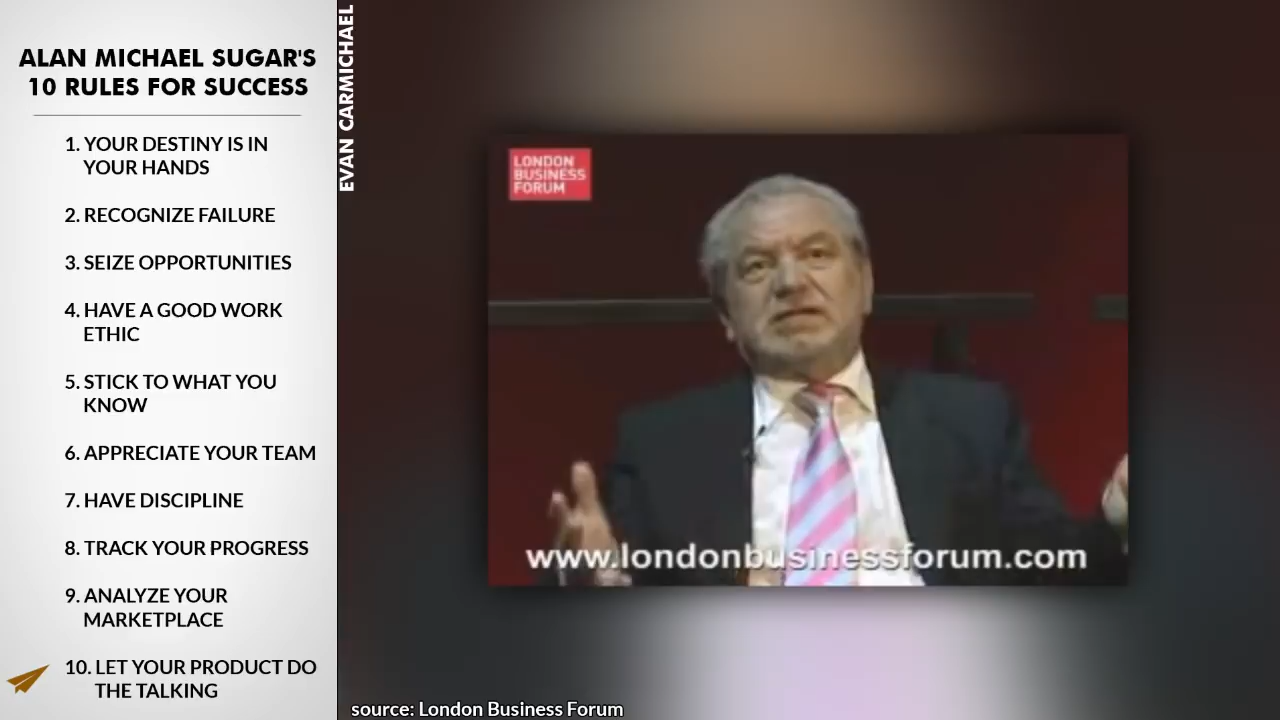 ALAN MICHAEL SUGAR'S
10 RULES FOR SUCCESS
1. YOUR DESTINY IS IN
YOUR HANDS
2. RECOGNIZE FAILURE
3. SEIZE OPPORTUNITIES
4. HAVE A GOOD WORK
ETHIC
5. STICK TO WHAT YOU
KNOW
6. APPRECIATE YOUR TEAM
7. HAVE DISCIPLINE
8. TRACK YOUR PROGRESS
9. ANALYZE YOUR
MARKETPLACE
10. LET YOUR PRODUCT DO
THE TALKING
EVAN CARMICHAEL
LONDON
BUSINESS
FORUM
www.londonbusinessforum.com
source: London Business Forum